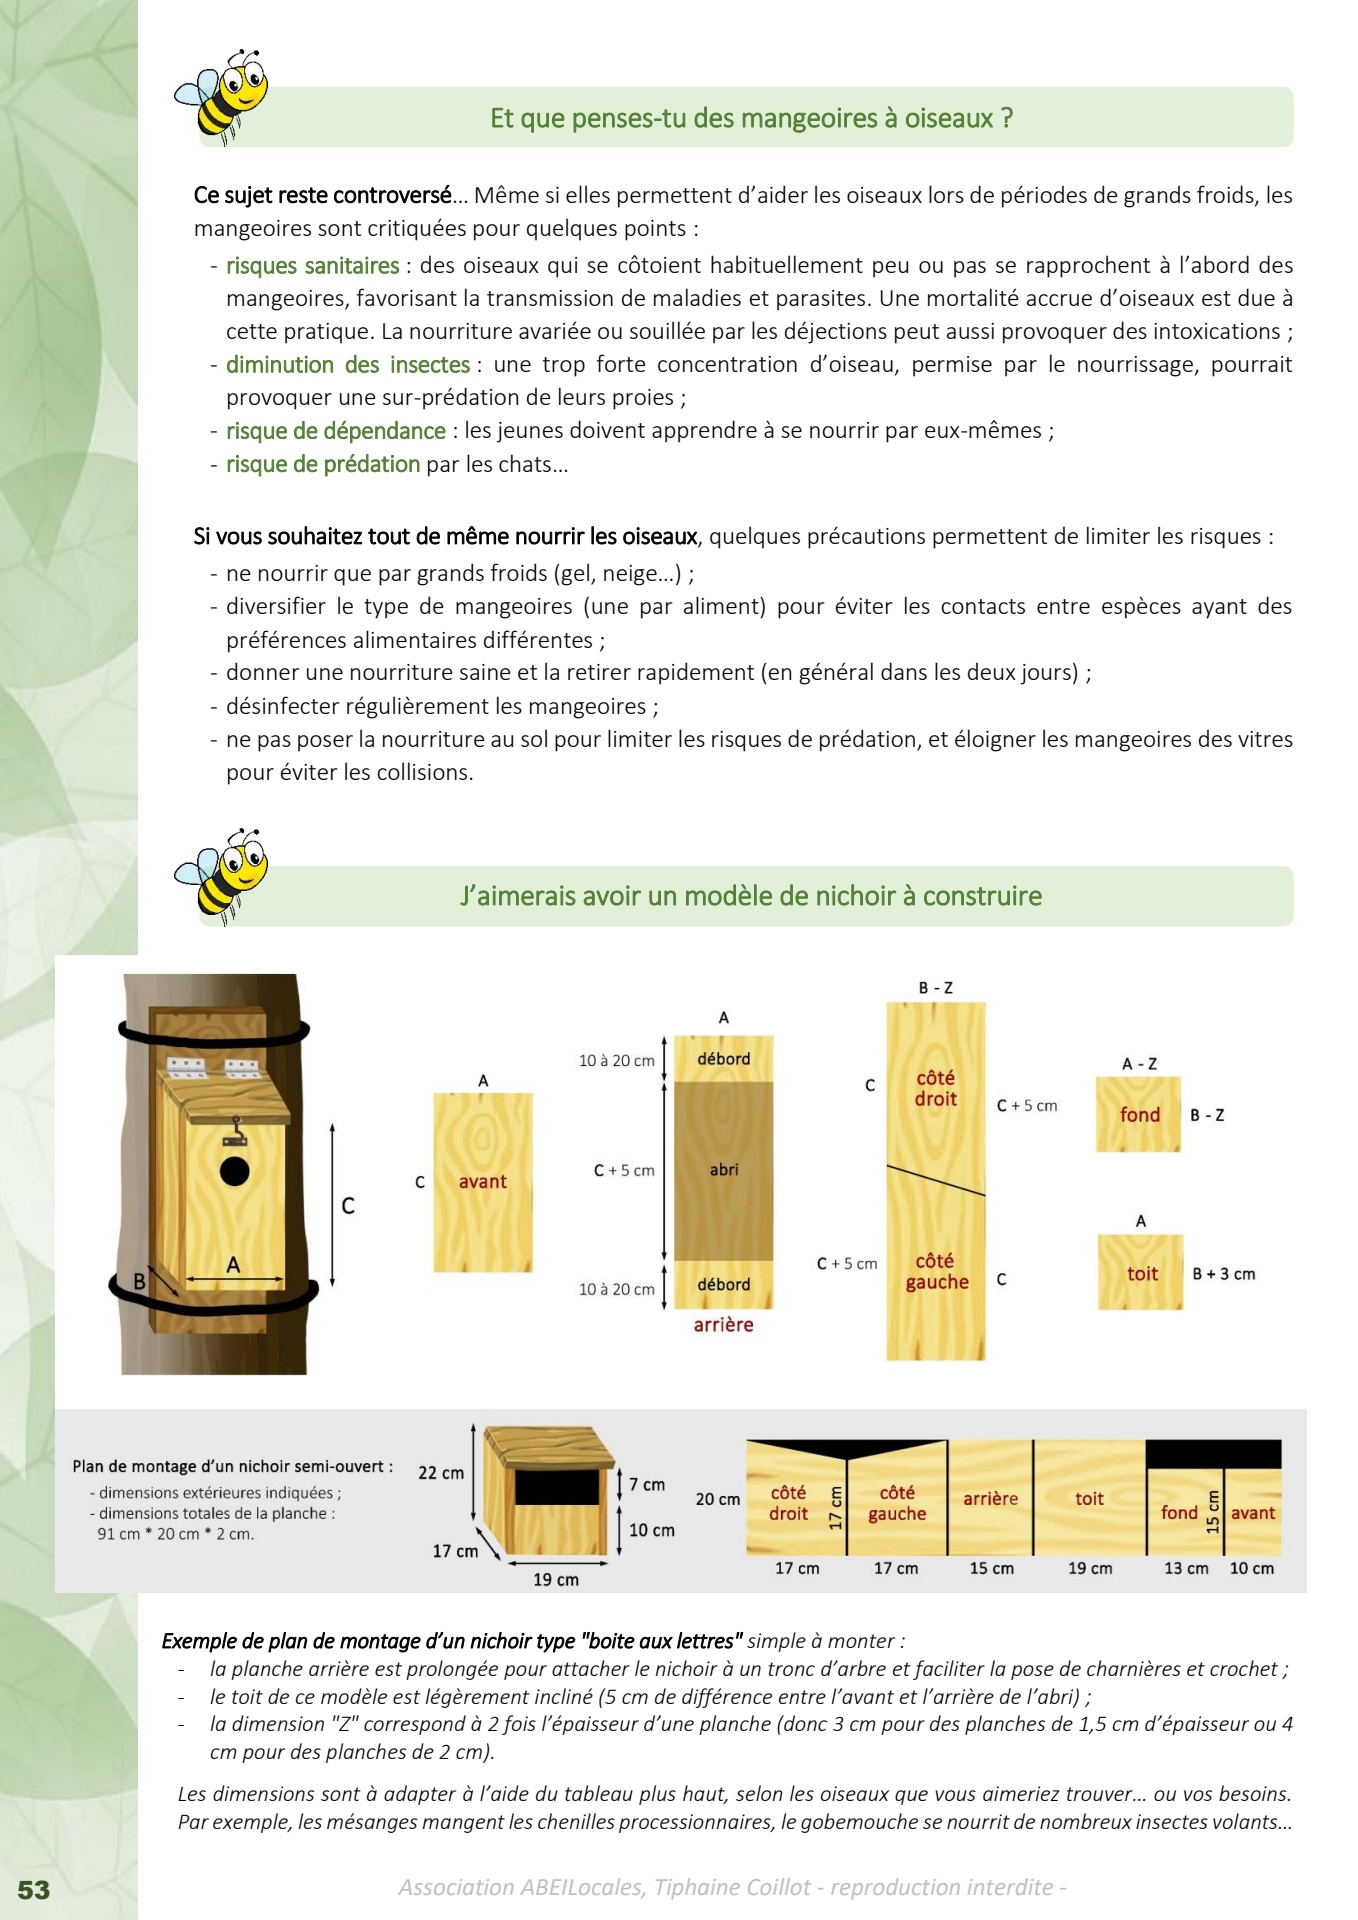 Et que penses-tu des mangeoires à oiseaux ?
Ce sujet reste controversé... Même si elles permettent d'aider les oiseaux lors de périodes de grands froids, les
mangeoires sont critiquées pour quelques points :
- risques sanitaires : des oiseaux qui se côtoient habituellement peu ou pas se rapprochent à l'abord des
mangeoires, favorisant la transmission de maladies et parasites. Une mortalité accrue d'oiseaux est due à
cette pratique. La nourriture avariée ou souillée par les déjections peut aussi provoquer des intoxications ;
- diminution des insectes : une trop forte concentration d'oiseau, permise par le nourrissage, pourrait
provoquer une sur-prédation de leurs proies ;
- risque de dépendance : les jeunes doivent apprendre à se nourrir par eux-mêmes ;
- risque de prédation par les chats...
Si vous souhaitez tout de même nourrir les oiseaux, quelques précautions permettent de limiter les risques :
- ne nourrir que par grands froids (gel, neige...) ;
- diversifier le type de mangeoires (une par aliment) pour éviter les contacts entre espèces ayant des
préférences alimentaires différentes ;
- donner une nourriture saine et la retirer rapidement (en général dans les deux jours) ;
- désinfecter régulièrement les mangeoires ;
- ne pas poser la nourriture au sol pour limiter les risques de prédation, et éloigner les mangeoires des vitres
pour éviter les collisions.
J'aimerais avoir un modèle de nichoir à construire
A
B
C
A
C
avant
A
10 à 20 cm
débord
C + 5 cm
abri
10 à 20 cm
débord
arrière
B - Z
C
côté
droit
C + 5 cm
C + 5 cm
côté
gauche
C
A - Z
fond
B - Z
A
toit
B + 3 cm
Plan de montage d'un nichoir semi-ouvert :
- dimensions extérieures indiquées ;
- dimensions totales de la planche :
91 cm * 20 cm * 2 cm.
22 cm
17 cm
19 cm
7 cm
10 cm
20 cm
côté
droit
17 cm
côté
gauche
arrière
toit
fond
15 cm
avant
17 cm
17 cm
15 cm
19 cm
13 cm
10 cm
Exemple de plan de montage d'un nichoir type "boite aux lettres" simple à monter :
- la planche arrière est prolongée pour attacher le nichoir à un tronc d'arbre et faciliter la pose de charnières et crochet ;
- le toit de ce modèle est légèrement incliné (5 cm de différence entre l'avant et l'arrière de l'abri) ;
- la dimension "Z" correspond à 2 fois l'épaisseur d'une planche (donc 3 cm pour des planches de 1,5 cm d'épaisseur ou 4
cm pour des planches de 2 cm).
Les dimensions sont à adapter à l'aide du tableau plus haut, selon les oiseaux que vous aimeriez trouver... ou vos besoins.
Par exemple, les mésanges mangent les chenilles processionnaires, le gobemouche se nourrit de nombreux insectes volants...
53
Association ABEILocales, Tiphaine Coillot - reproduction interdite -